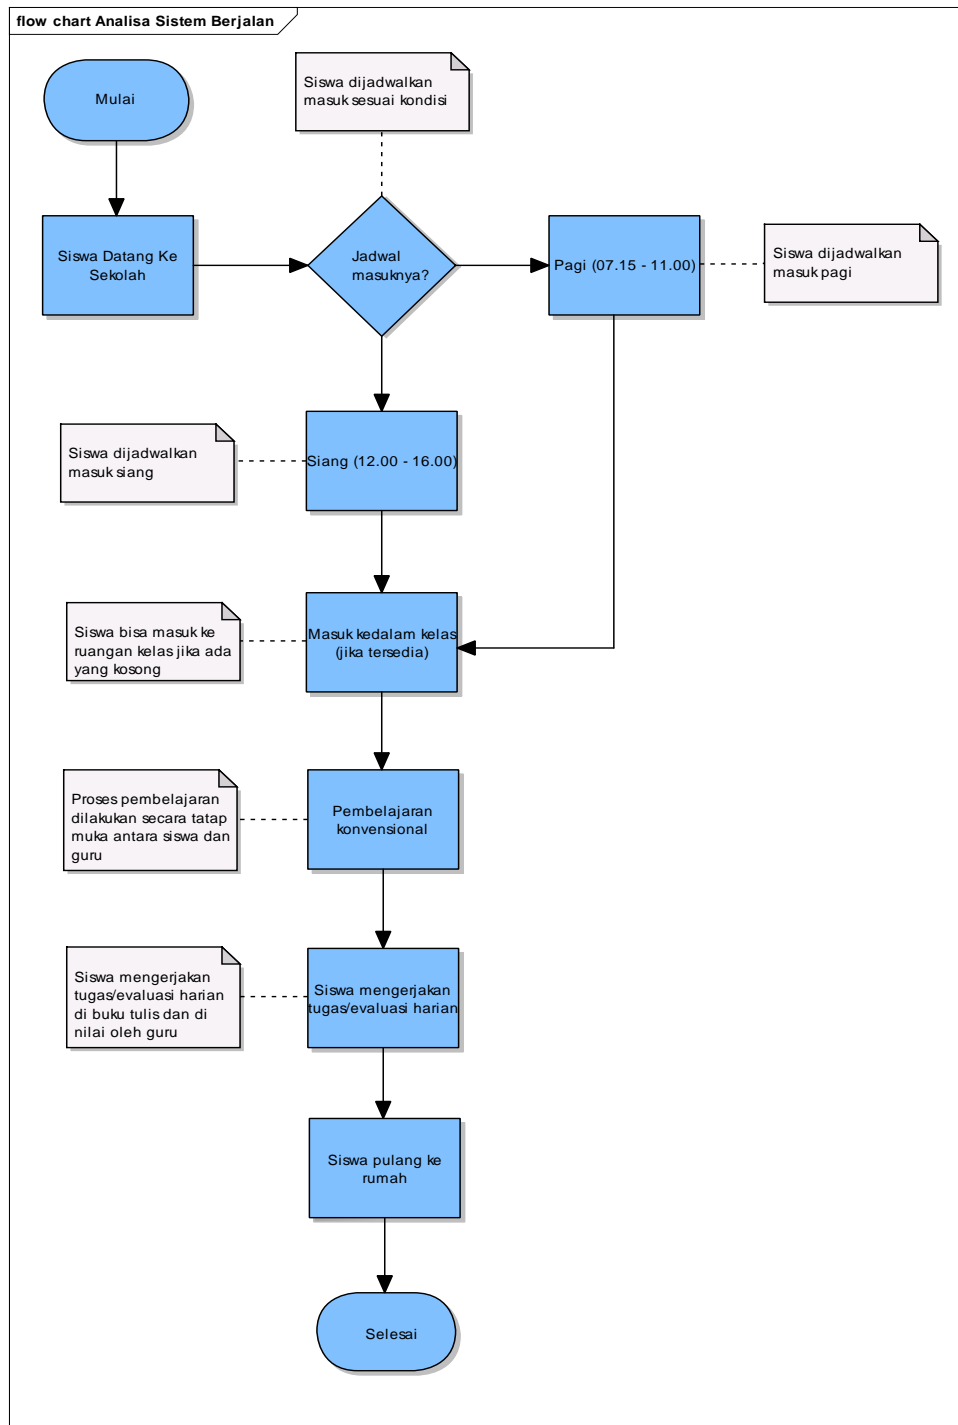 flow chart Analisa Sistem Berjalan
Mulai
Siswa dijadwalkan
masuk sesuai kondisi
Siswa Datang Ke
Sekolah
Jadwal
masuknya?
Pagi (07.15 - 11.00)
Siswa dijadwalkan
masuk pagi
Siswa dijadwalkan
masuk siang
Siang (12.00 - 16.00)
Siswa bisa masuk ke
ruangan kelas jika ada
yang kosong
Masuk kedalam kelas
(jika tersedia)
Proses pembelajaran
dilakukan secara tatap
muka antara siswa dan
guru
Pembelajaran
konvensional
Siswa mengerjakan
tugas/evaluasi harian
di buku tulis dan di
nilai oleh guru
Siswa mengerjakan
tugas/evaluasi harian
Siswa pulang ke
rumah
Selesai